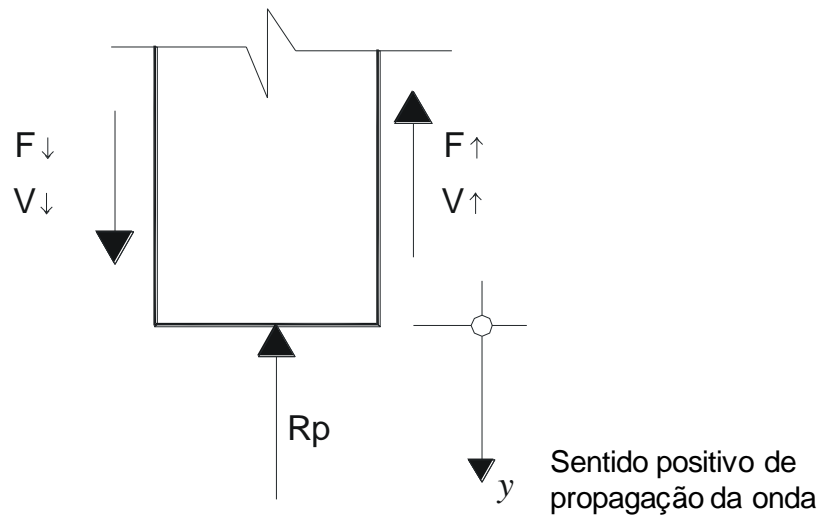 F↓
V↓
F↑
V↑
Rp
y
Sentido positivo de
propagação da onda